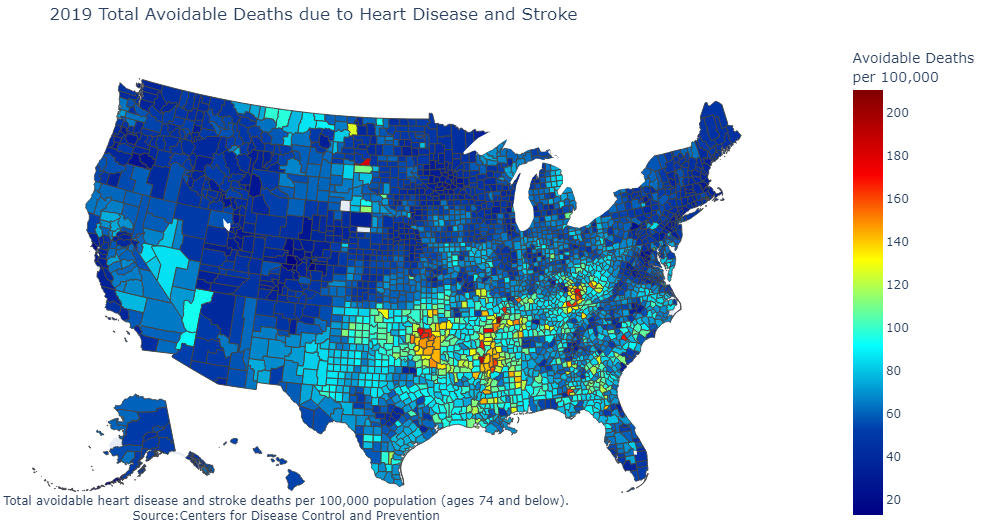 2019 Total Avoidable Deaths due to Heart Disease and Stroke
Avoidable Deaths
per 100,000
200
180
160
140
120
100
80
60
40
20
Total avoidable heart disease and stroke deaths per 100,000 population (ages 74 and below).
Source:Centers for Disease Control and Prevention